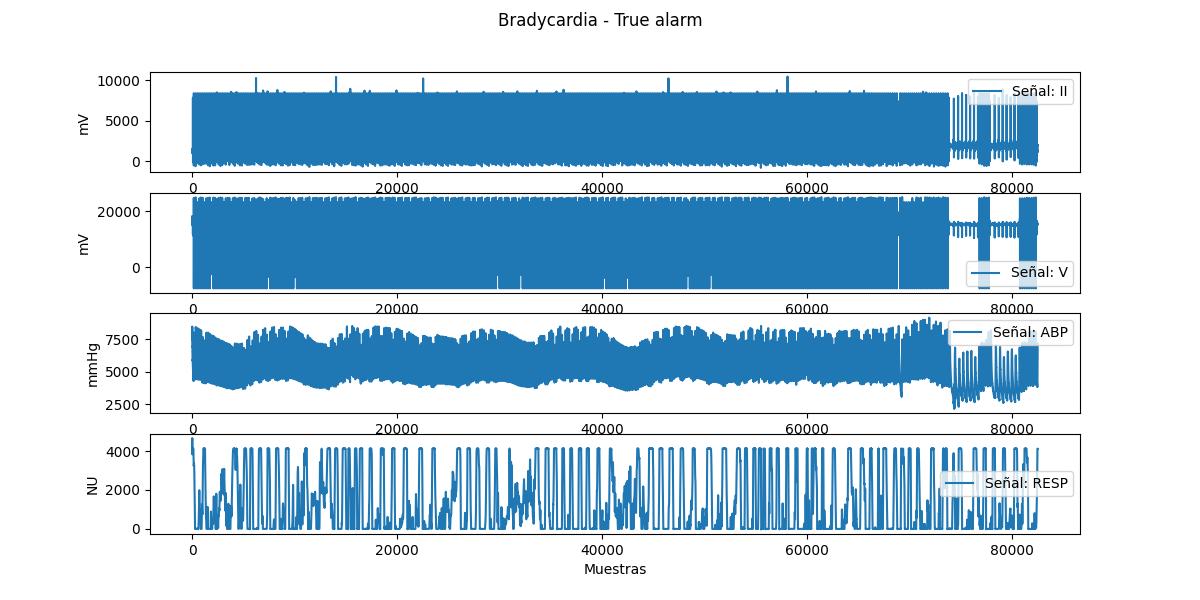 Bradycardia - True alarm
10000
5000
0
mV
Señal: II
0 20000 40000 60000 80000
20000
0
mV
Señal: V
0 20000 40000 60000 80000
7500
5000
2500
mmHg
Señal: ABP
0 20000 40000 60000 80000
4000
2000
0
NU
Señal: RESP
0 20000 40000 60000 80000
Muestras